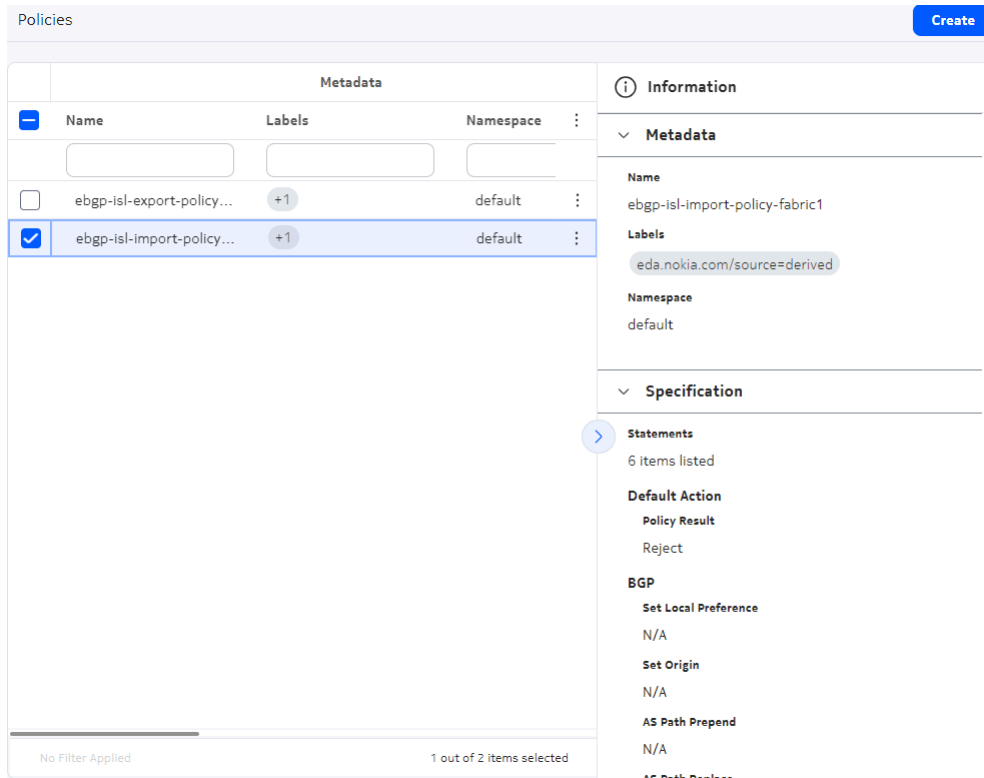 Policies
Create
Metadata
Name Labels Namespace
ebgp-isl-export-policy... +1 default
ebgp-isl-import-policy... +1 default
No Filter Applied
1 out of 2 items selected
Information
Metadata
Name
ebgp-isl-import-policy-fabric1
Labels
eda.nokia.com/source=derived
Namespace
default
Specification
Statements
6 items listed
Default Action
Policy Result
Reject
BGP
Set Local Preference
N/A
Set Origin
N/A
AS Path Prepend
N/A
AS Path Replace